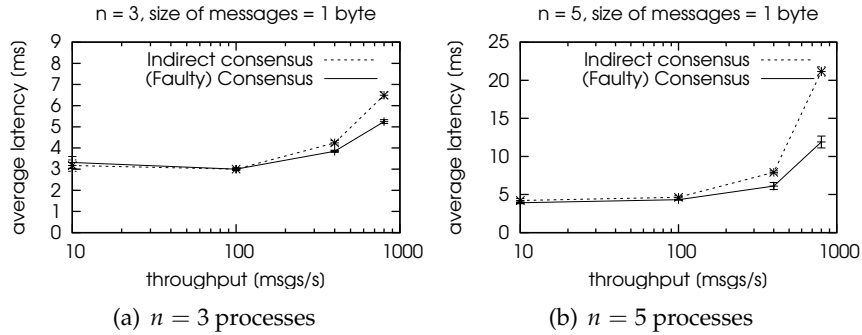 n = 3, size of messages = 1 byte
average latency [ms]
9
8
7
6
5
4
3
2
1
0
Indirect consensus
(Faulty) Consensus
10
100
1000
throughput [msgs/s]
(a) n = 3 processes
n = 5, size of messages = 1 byte
average latency [ms]
25
20
15
10
5
0
Indirect consensus
(Faulty) Consensus
10
100
1000
throughput [msgs/s]
(b) n = 5 processes